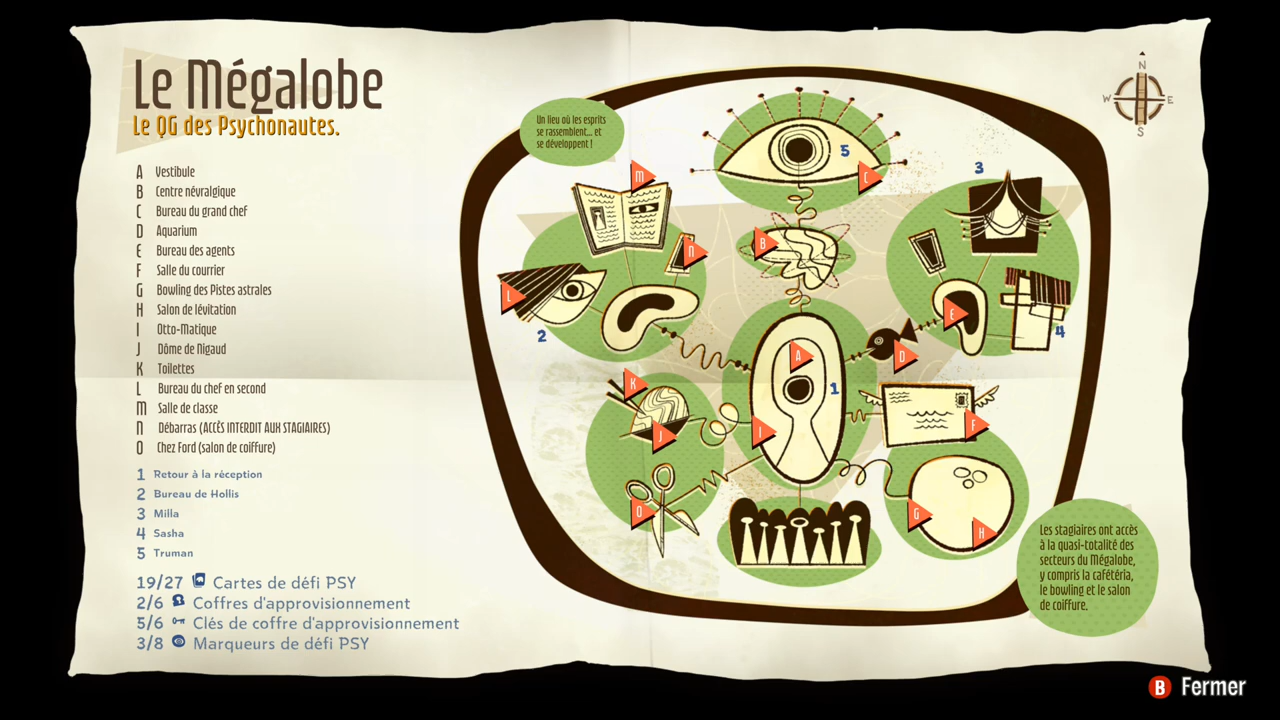 Le Mégalobe
Le QG des Psychonautes.
A Vestibule
B Centre névralgique
C Bureau du grand chef
D Aquarium
E Bureau des agents
F Salle du courrier
G Bowling des Pistes astrales
H Salon de lévitation
I Otto-Matique
J Dôme de Nigaud
K Toilettes
L Bureau du chef en second
M Salle de classe
N Débarras (ACCÈS INTERDIT AUX STAGIAIRES)
O Chez Ford (salon de coiffure)
1 Retour à la réception
2 Bureau de Hollis
3 Milla
4 Sasha
5 Truman
19/27 Cartes de défi PSY
2/6 Coffres d'approvisionnement
5/6 Clés de coffre d'approvisionnement
3/8 Marqueurs de défi PSY
Un lieu où les esprits
se rassemblent... et
se développent !
N
W E
S
5
C
M
3
B
N
L
2
E
4
A
D
1
K
J
I
F
O
G
H
Les stagiaires ont accès
à la quasi-totalité des
secteurs du Mégalobe,
y compris la cafétéria,
le bowling et le salon
de coiffure.
B Fermer